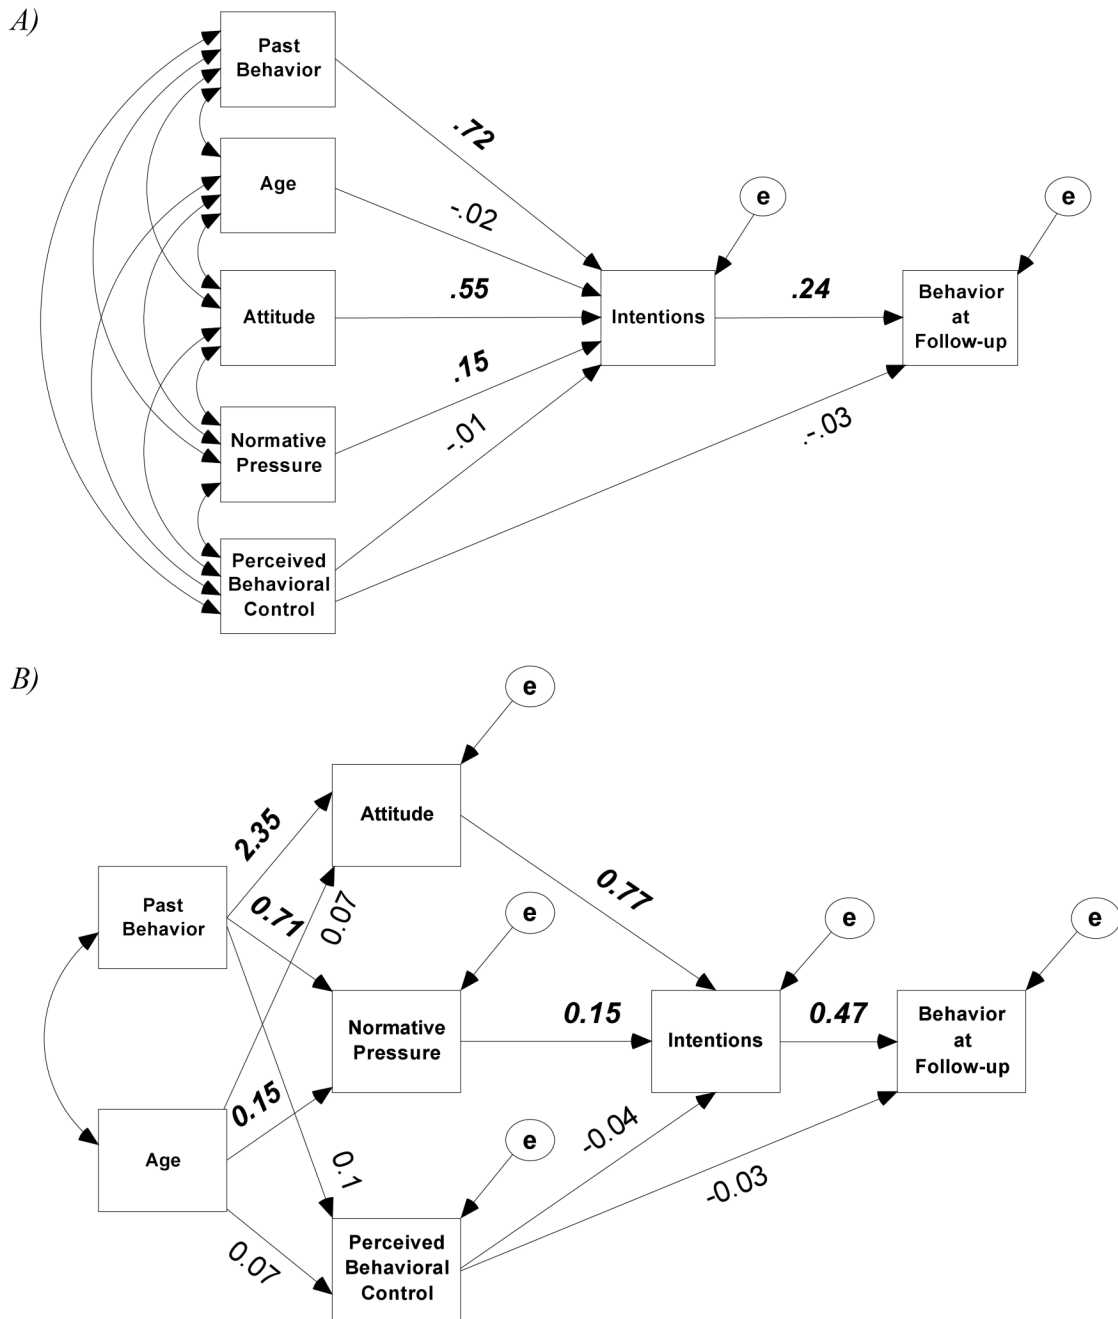 A)
Past
Behavior
.72
Age
-.02
e
e
Attitude
.55
Intentions
.24
Behavior
at
Follow-up
.15
Normative
Pressure
-.01
.-.03
Perceived
Behavioral
Control
B)
e
Attitude
2.35
0.77
Past
Behavior
0.71
0.07
e
e
e
Normative
Pressure
0.15
Intentions
0.47
Behavior
at
Follow-up
0.15
Age
0.1
e
-0.04
-0.03
0.07
Perceived
Behavioral
Control